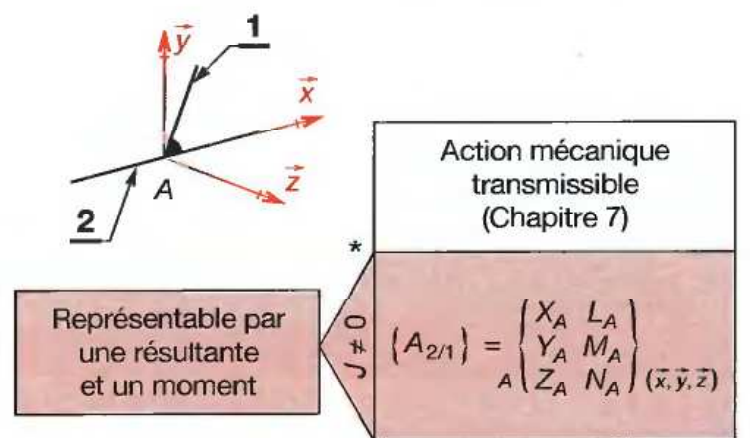 1
y
x
A
z
2
Action mécanique
transmissible
(Chapitre 7)
*
Représentable par
une résultante
et un moment
J ≠ 0
{A2/1} = { XA LA
YA MA
A ZA NA } (x, y, z)